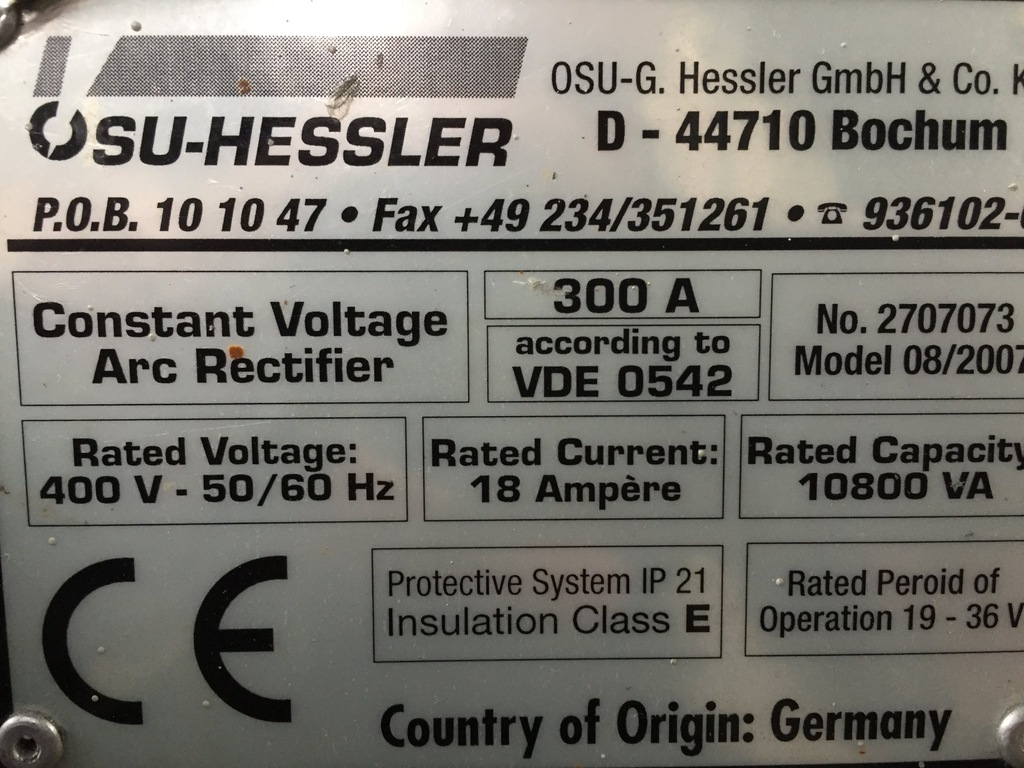 OSU-HESSLER
OSU-G. Hessler GmbH & Co.
D - 44710 Bochum
P.O.B. 10 10 47 • Fax +49 234/351261 • ☎ 936102-
Constant Voltage
Arc Rectifier
300 A
according to
VDE 0542
No. 2707073
Model 08/2007
Rated Voltage:
400 V - 50/60 Hz
Rated Current:
18 Ampère
Rated Capacity
10800 VA
CE
Protective System IP 21
Insulation Class E
Rated Peroid of
Operation 19 - 36 V
Country of Origin: Germany